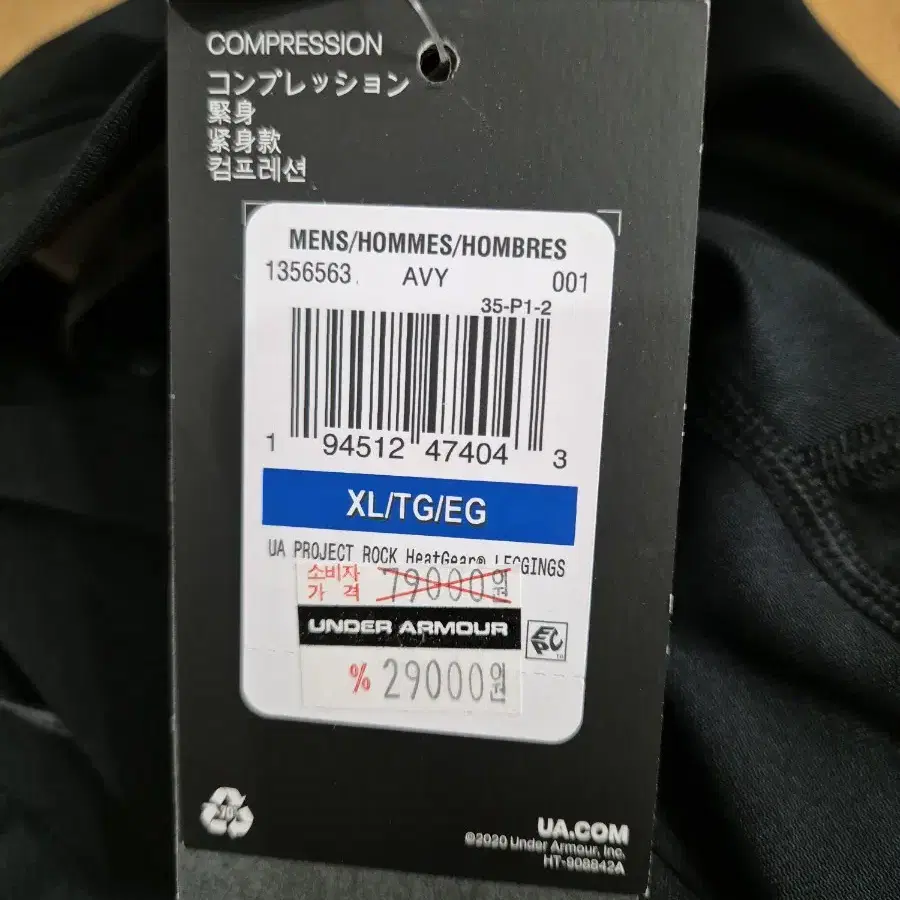 COMPRESSION
コンプレッション
緊身
紧身款
컴프레션
MENS/HOMMES/HOMBRES
1356563 AVY 001
35-P1-2
1 94512 47404 3
XL/TG/EG
UA PROJECT ROCK HeatGear® LEGGINGS
소비자
가 격 79000원
UNDER ARMOUR
EPC
% 29000원
UA.COM
©2020 Under Armour, Inc.
HT-908842A